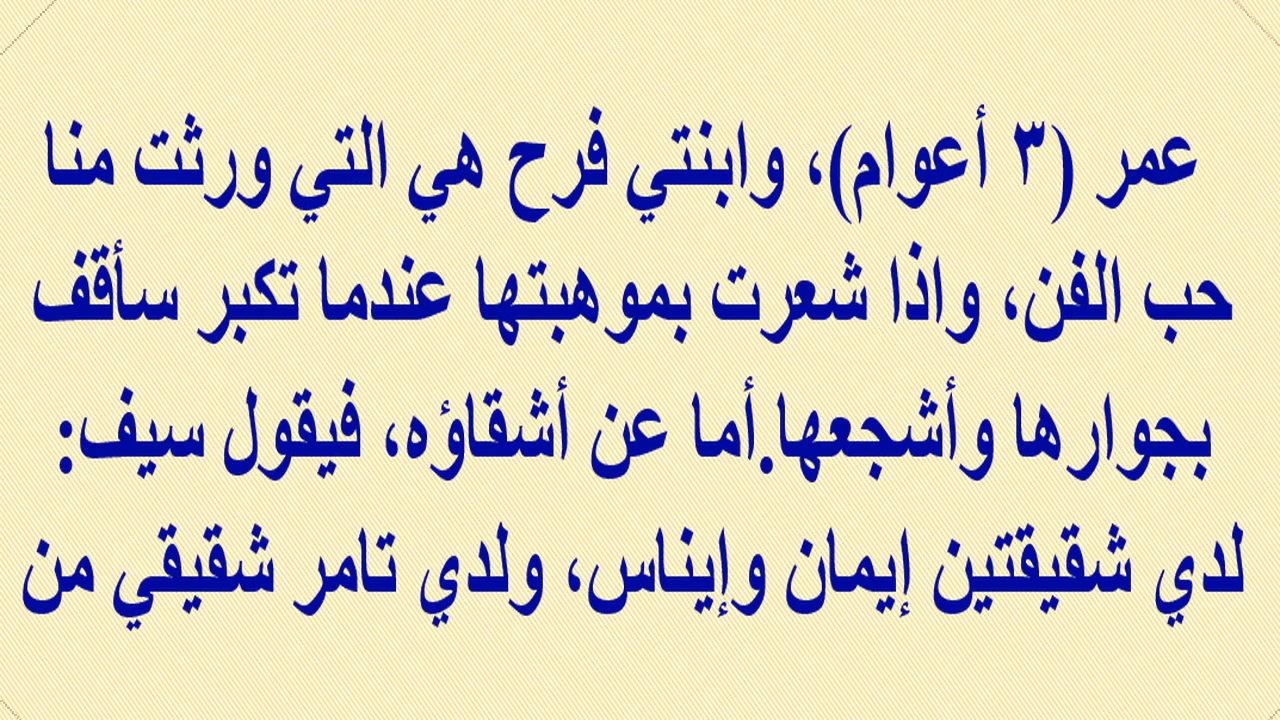 عمر (٣ أعوام)، وابنتي فرح هي التي ورثت منا
حب الفن، واذا شعرت بموهبتها عندما تكبر سأقف
بجوارها وأشجعها.أما عن أشقاؤه، فيقول سيف:
لدي شقيقتين إيمان وإيناس، ولدي تامر شقيقي من